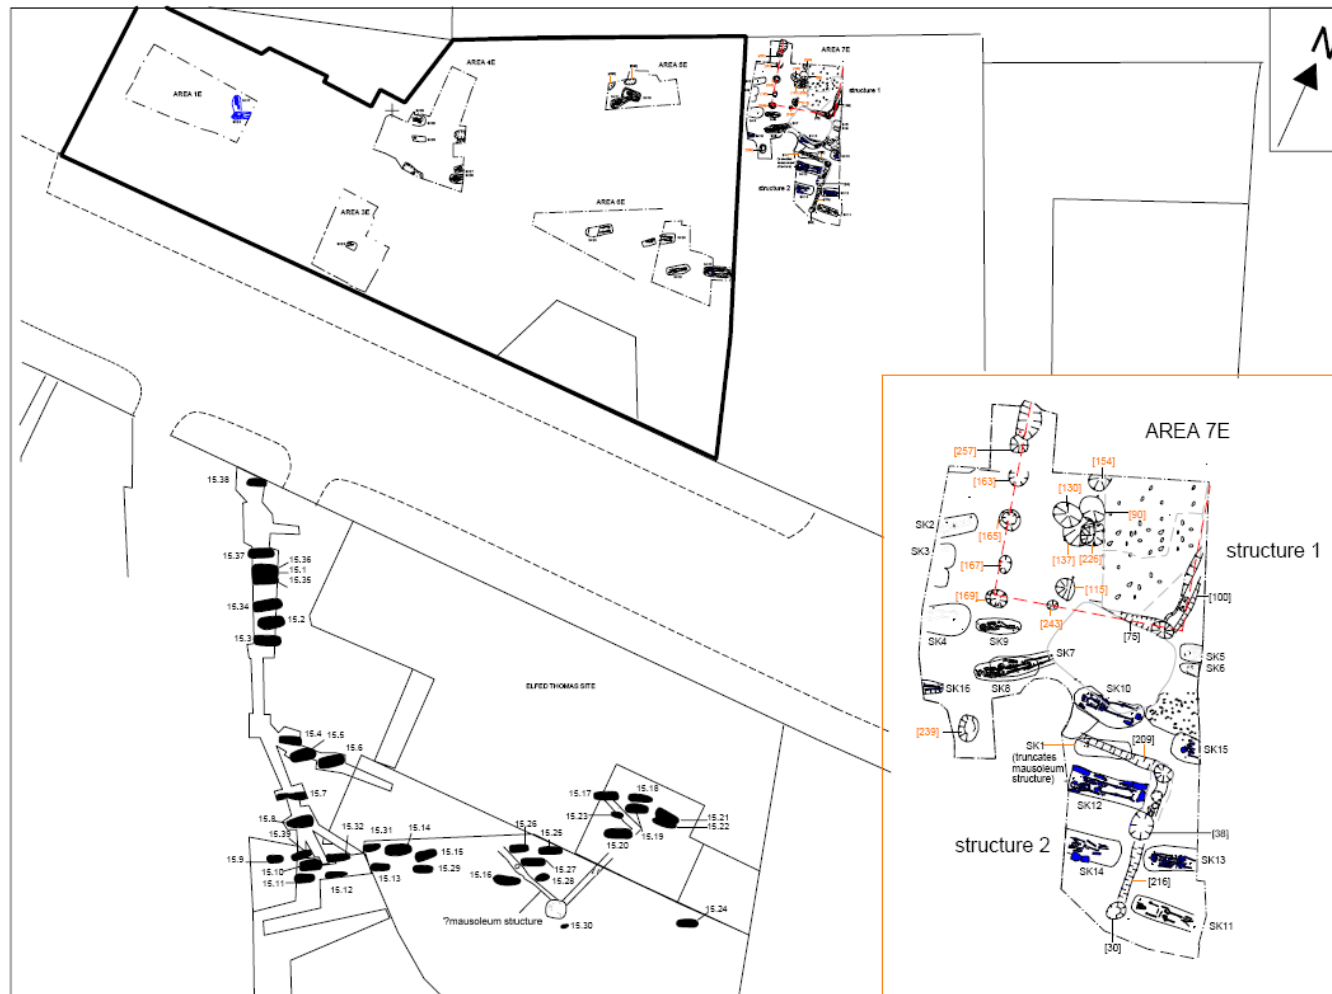 N
AREA 1E
AREA 4E
AREA 5E
AREA 7E
structure 1
structure 2
AREA 3E
AREA 6E
15.38
15.37
15.36
15.1
15.35
15.34
15.2
15.3
15.4
15.5
15.6
15.7
15.8
15.39
15.9
15.10
15.11
15.32
15.12
15.31
15.14
15.13
15.15
15.29
ELFED THOMAS SITE
15.17
15.18
15.23
15.21
15.22
15.19
15.20
15.26
15.25
15.27
15.16
15.28
?mausoleum structure
15.30
15.24
AREA 7E
[257]
[163]
[154]
[130]
[90]
SK2
[165]
SK3
[137]
[226]
structure 1
[167]
[115]
[169]
[100]
[243]
[75]
SK4
SK9
SK7
SK5
SK6
SK16
SK8
SK10
[239]
SK1
(truncates
mausoleum
structure)
[209]
SK15
SK12
[38]
structure 2
SK14
SK13
[216]
SK11
[30]